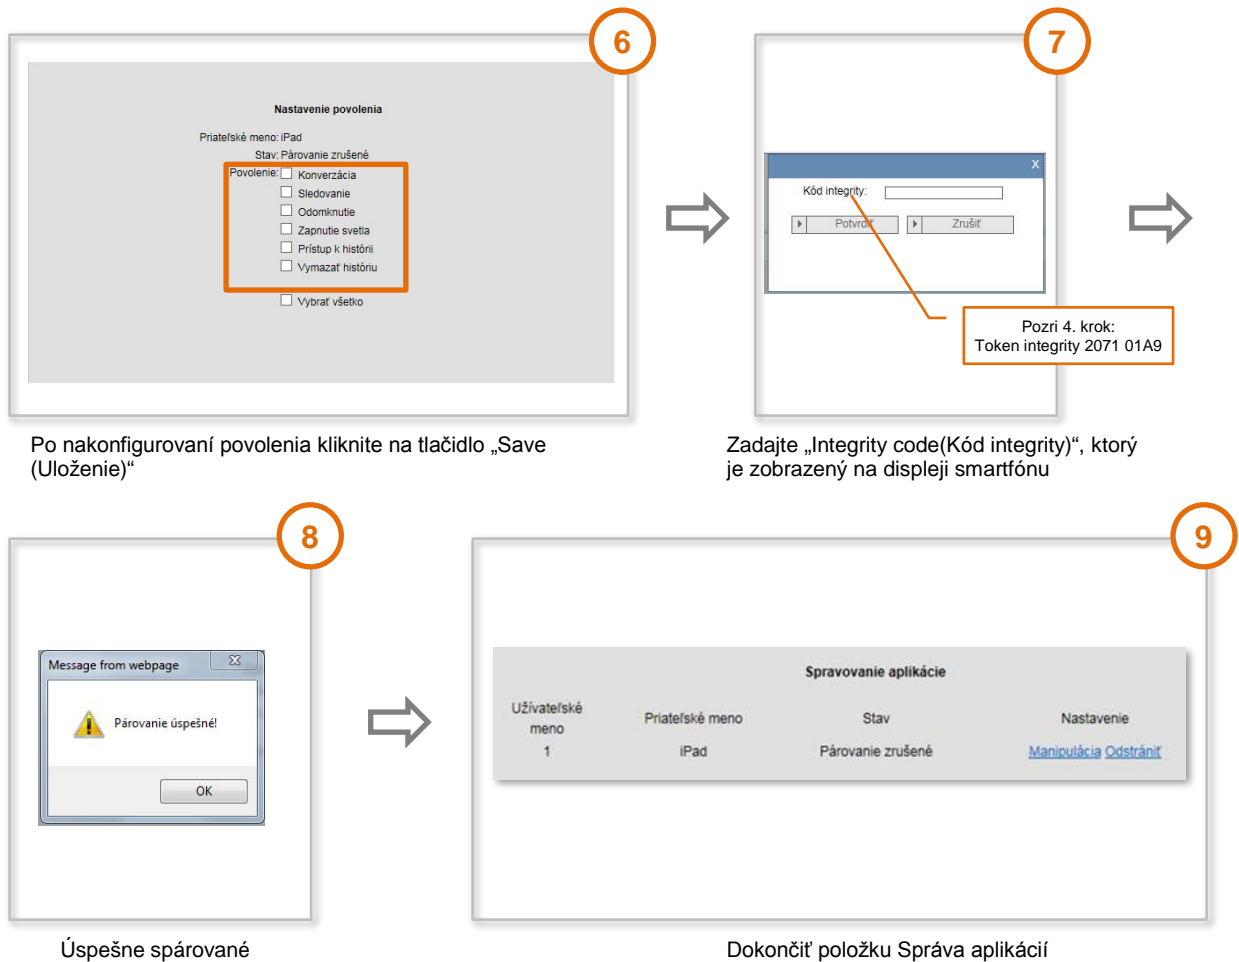 6
Nastavenie povolenia
Priateľské meno: iPad
Stav: Párovanie zrušené
Povolenie: Konverzácia
Sledovanie
Odomknutie
Zapnutie svetla
Prístup k histórii
Vymazať históriu
Vybrať všetko
Po nakonfigurovaní povolenia kliknite na tlačidlo „Save
(Uloženie)“
7
X
Kód integrity:
Potvrdiť Zrušiť
Pozri 4. krok:
Token integrity 2071 01A9
Zadajte „Integrity code(Kód integrity)“, ktorý
je zobrazený na displeji smartfónu
8
Message from webpage
Párovanie úspešné!
OK
Úspešne spárované
9
Spravovanie aplikácie
Užívateľské
meno Priateľské meno Stav Nastavenie
1 iPad Párovanie zrušené Manipulácia Odstrániť
Dokončiť položku Správa aplikácií